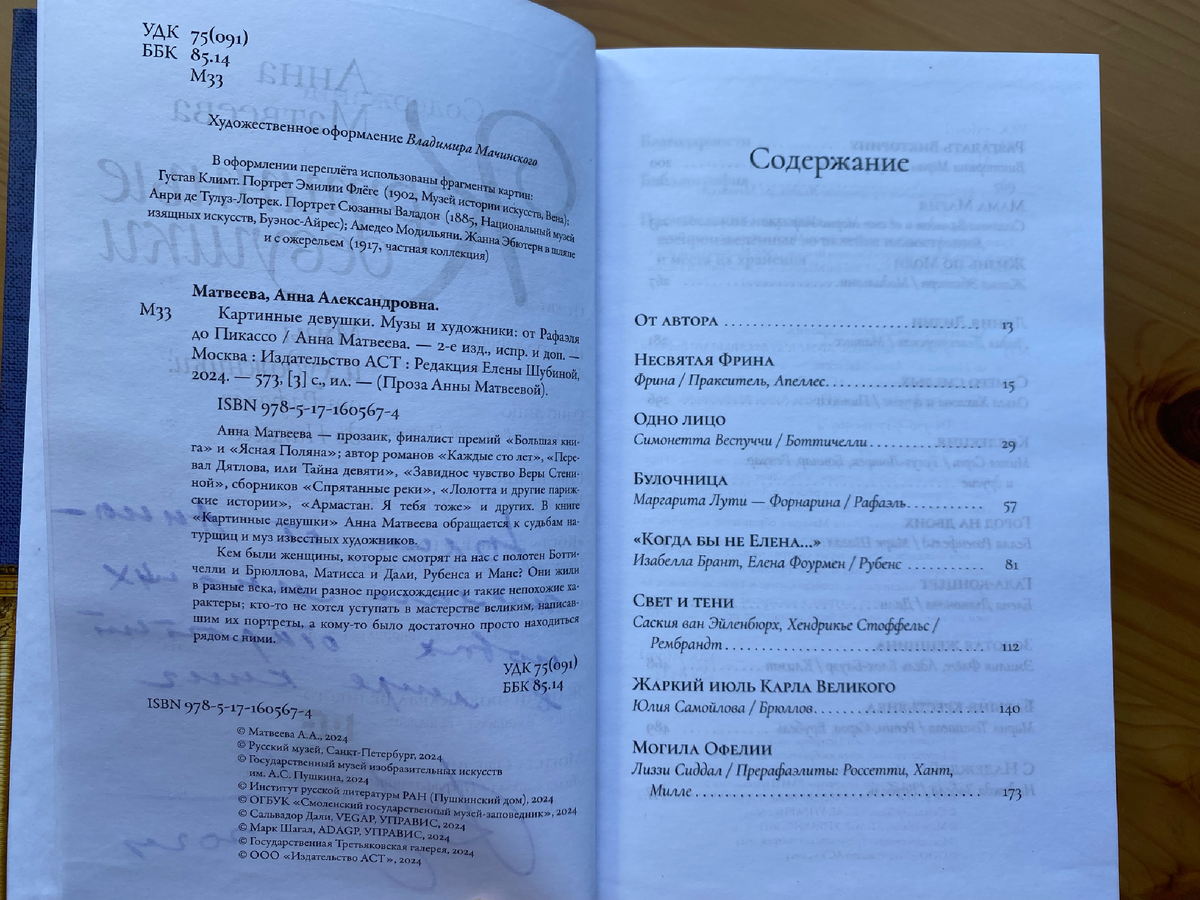 УДК 75(091)
ББК 85.14
М33
Художественное оформление Владимира Мачинского
В оформлении переплёта использованы фрагменты картин:
Густав Климт. Портрет Эмилии Флёге (1902, Музей истории искусств, Вена);
Анри де Тулуз-Лотрек. Портрет Сюзанны Валадон (1885, Национальный музей
изящных искусств, Буэнос-Айрес); Амедео Модильяни. Жанна Эбютерн в шляпе
и с ожерельем (1917, частная коллекция)
Матвеева, Анна Александровна.
М33 Картинные девушки. Музы и художники: от Рафаэля
до Пикассо / Анна Матвеева. — 2-е изд., испр. и доп. —
Москва : Издательство АСТ : Редакция Елены Шубиной,
2024. — 573, [3] с., ил. — (Проза Анны Матвеевой).
ISBN 978-5-17-160567-4
Анна Матвеева — прозаик, финалист премий «Большая кни-
га» и «Ясная Поляна»; автор романов «Каждые сто лет», «Пере-
вал Дятлова, или Тайна девяти», «Завидное чувство Веры Стени-
ной», сборников «Спрятанные реки», «Лолотта и другие париж-
ские истории», «Армастан. Я тебя тоже» и других. В книге
«Картинные девушки» Анна Матвеева обращается к судьбам на-
турщиц и муз известных художников.
Кем были женщины, которые смотрят на нас с полотен Ботти-
челли и Брюллова, Матисса и Дали, Рубенса и Мане? Они жили
в разные века, имели разное происхождение и такие непохожие ха-
рактеры; кто-то не хотел уступать в мастерстве великим, написав-
шим их портреты, а кому-то было достаточно просто находиться
рядом с ними.
УДК 75(091)
ББК 85.14
ISBN 978-5-17-160567-4
© Матвеева А.А., 2024
© Русский музей, Санкт-Петербург, 2024
© Государственный музей изобразительных искусств
им. А.С. Пушкина, 2024
© Институт русской литературы РАН (Пушкинский дом), 2024
© ОГБУК «Смоленский государственный музей-заповедник», 2024
© Сальвадор Дали, VEGAP, УПРАВИС, 2024
© Марк Шагал, ADAGP, УПРАВИС, 2024
© Государственная Третьяковская галерея, 2024
© ООО «Издательство АСТ», 2024
Содержание
От автора 13
Несвятая Фрина
Фрина / Пракситель, Апеллес 15
Одно лицо
Симонетта Веспуччи / Боттичелли 29
Булочница
Маргарита Лути — Форнарина / Рафаэль 57
«Когда бы не Елена...»
Изабелла Брант, Елена Фоурмен / Рубенс 81
Свет и тени
Саския ван Эйленбюрх, Хендрикье Стоффельс /
Рембрандт 112
Жаркий июль Карла Великого
Юлия Самойлова / Брюллов 140
Могила Офелии
Лиззи Сиддал / Прерафаэлиты: Россетти, Хант,
Милле 173